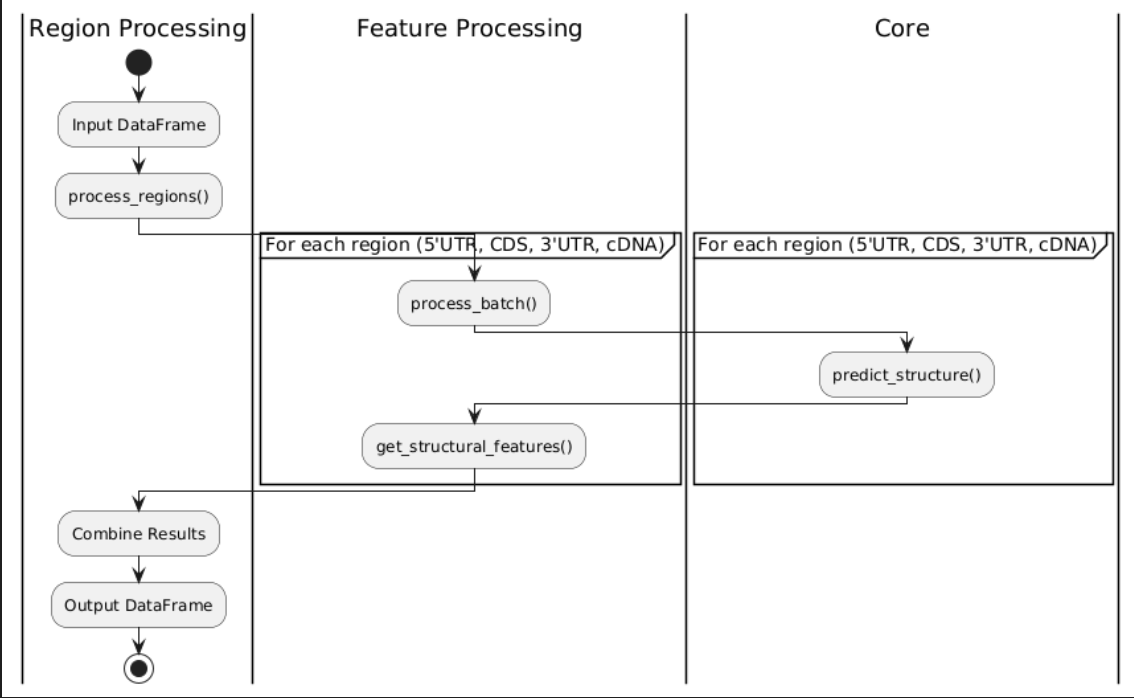 Region Processing
Feature Processing
Core
Input DataFrame
process_regions()
For each region (5'UTR, CDS, 3'UTR, cDNA)
For each region (5'UTR, CDS, 3'UTR, cDNA)
process_batch()
predict_structure()
get_structural_features()
Combine Results
Output DataFrame